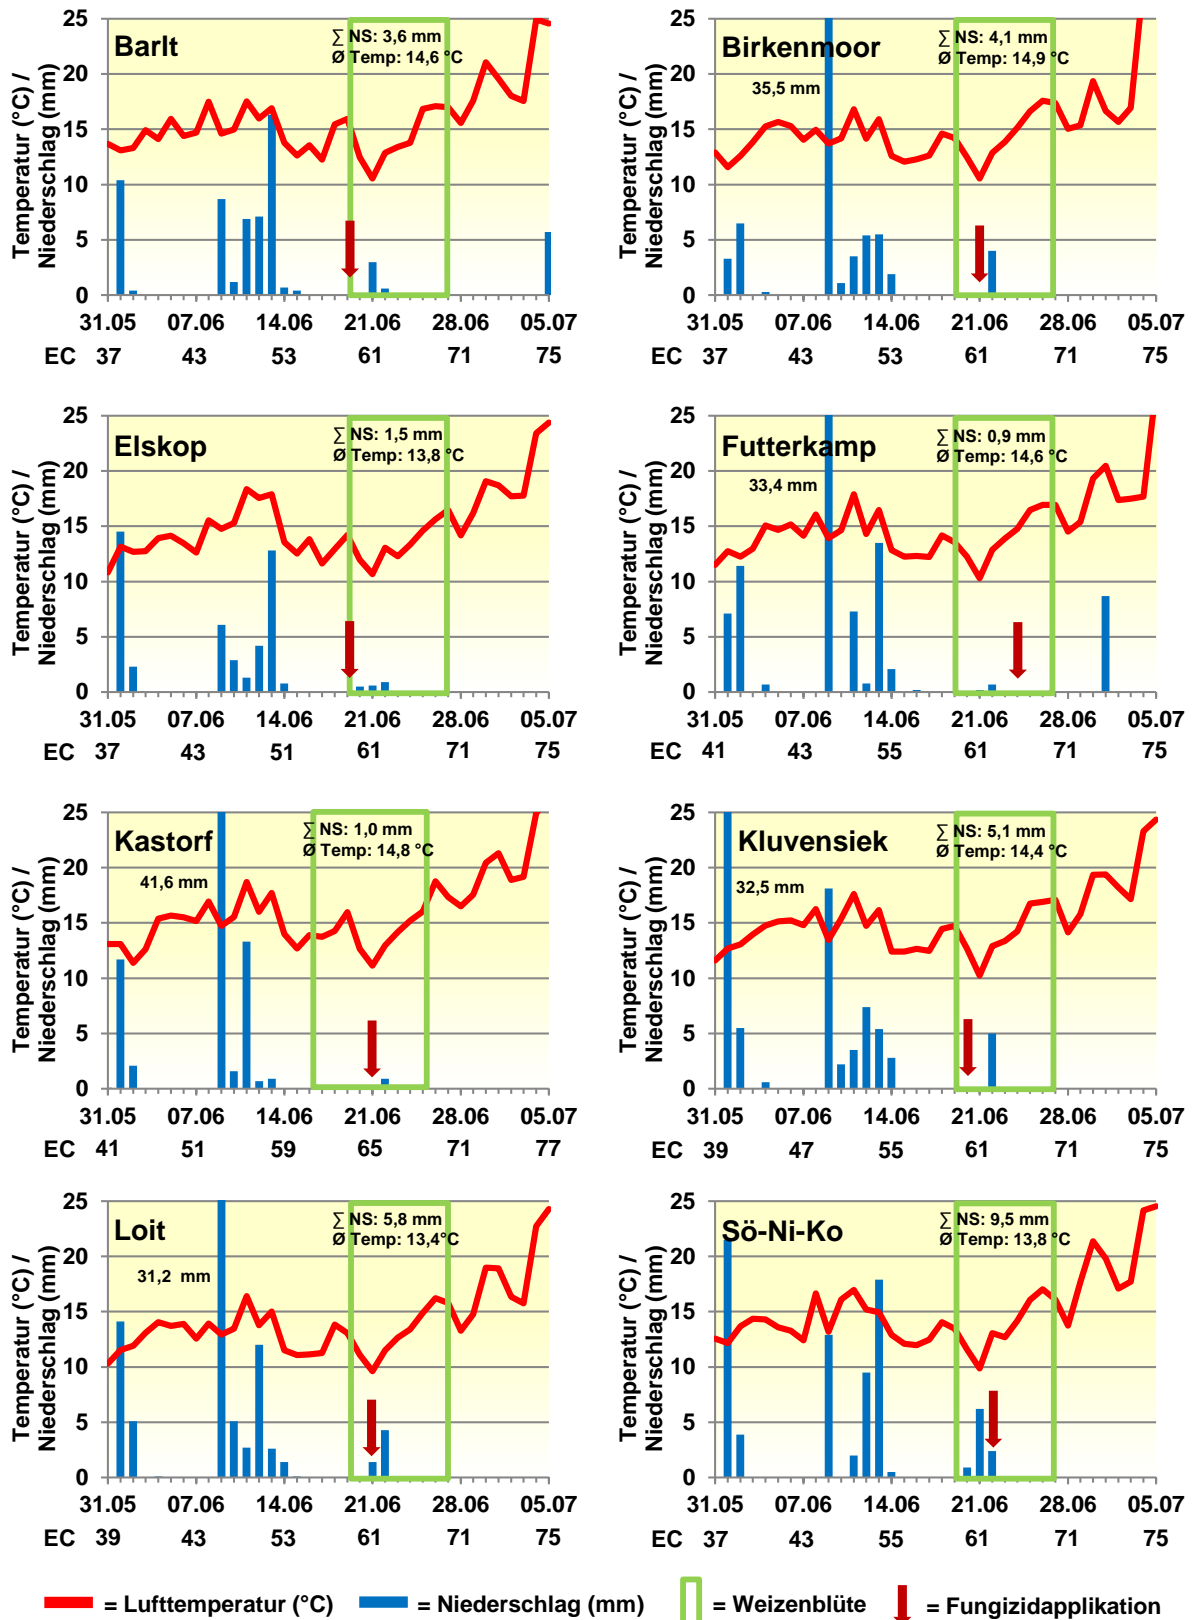 Barlt
∑ NS: 3,6 mm
Ø Temp: 14,6 °C
Temperatur (°C) /
Niederschlag (mm)
25
20
15
10
5
0
31.05 07.06 14.06 21.06 28.06 05.07
EC 37 43 53 61 71 75
Birkenmoor
∑ NS: 4,1 mm
Ø Temp: 14,9 °C
35,5 mm
Temperatur (°C) /
Niederschlag (mm)
25
20
15
10
5
0
31.05 07.06 14.06 21.06 28.06 05.07
EC 37 43 53 61 71 75
Elskop
∑ NS: 1,5 mm
Ø Temp: 13,8 °C
Temperatur (°C) /
Niederschlag (mm)
25
20
15
10
5
0
31.05 07.06 14.06 21.06 28.06 05.07
EC 37 43 51 61 71 75
Futterkamp
∑ NS: 0,9 mm
Ø Temp: 14,6 °C
33,4 mm
Temperatur (°C) /
Niederschlag (mm)
25
20
15
10
5
0
31.05 07.06 14.06 21.06 28.06 05.07
EC 41 43 55 61 71 75
Kastorf
∑ NS: 1,0 mm
Ø Temp: 14,8 °C
41,6 mm
Temperatur (°C) /
Niederschlag (mm)
25
20
15
10
5
0
31.05 07.06 14.06 21.06 28.06 05.07
EC 41 51 59 65 71 77
Kluvensiek
∑ NS: 5,1 mm
Ø Temp: 14,4 °C
32,5 mm
Temperatur (°C) /
Niederschlag (mm)
25
20
15
10
5
0
31.05 07.06 14.06 21.06 28.06 05.07
EC 39 47 55 61 71 75
Loit
∑ NS: 5,8 mm
Ø Temp: 13,4°C
31,2 mm
Temperatur (°C) /
Niederschlag (mm)
25
20
15
10
5
0
31.05 07.06 14.06 21.06 28.06 05.07
EC 39 43 53 61 71 75
Sö-Ni-Ko
∑ NS: 9,5 mm
Ø Temp: 13,8 °C
Temperatur (°C) /
Niederschlag (mm)
25
20
15
10
5
0
31.05 07.06 14.06 21.06 28.06 05.07
EC 37 43 53 61 71 75
= Lufttemperatur (°C) = Niederschlag (mm) = Weizenblüte = Fungizidapplikation